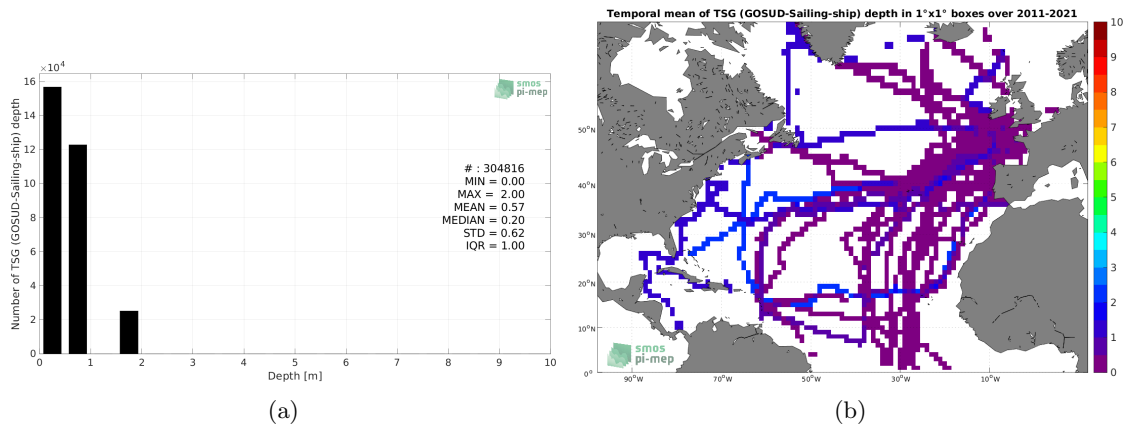 Temporal mean of TSG (GOSUD-Sailing-ship) depth in 1°x1° boxes over 2011-2021
×10⁴
16
14
12
10
8
6
4
2
0
Number of TSG (GOSUD-Sailing-ship) depth
smos
pi-mep
# : 304816
MIN = 0.00
MAX = 2.00
MEAN = 0.57
MEDIAN = 0.20
STD = 0.62
IQR = 1.00
0 1 2 3 4 5 6 7 8 9 10
Depth [m]
(a)
50°N
40°N
30°N
20°N
10°N
0°
90°W 70°W 50°W 30°W 10°W
smos
pi-mep
10
9
8
7
6
5
4
3
2
1
0
(b)